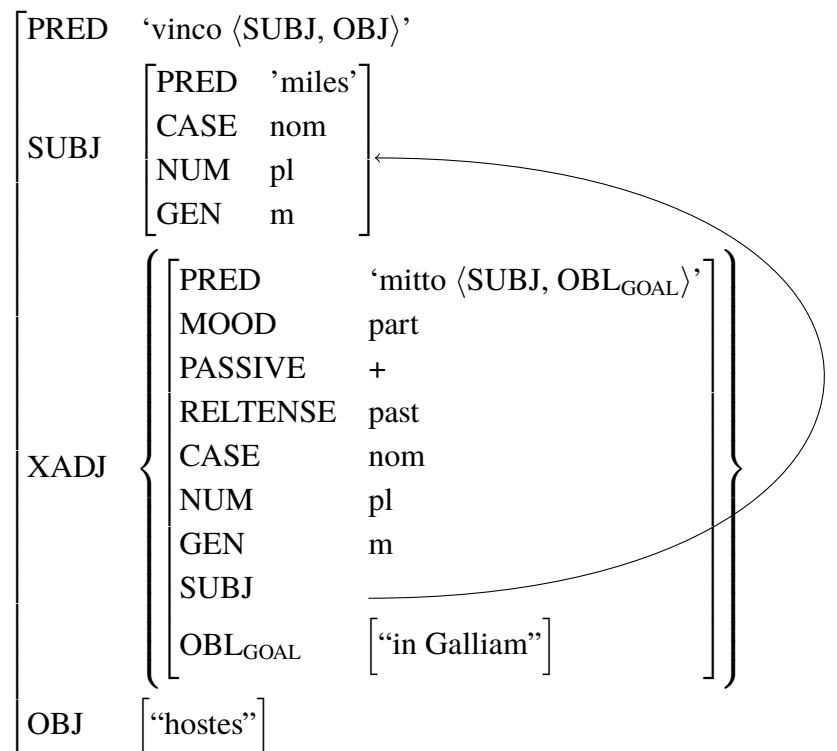 PRED ‘vinco ⟨SUBJ, OBJ⟩’
SUBJ
PRED ’miles’
CASE nom
NUM pl
GEN m
XADJ
PRED ‘mitto ⟨SUBJ, OBL_GOAL⟩’
MOOD part
PASSIVE +
RELTENSE past
CASE nom
NUM pl
GEN m
SUBJ
OBL_GOAL “in Galliam”
OBJ “hostes”